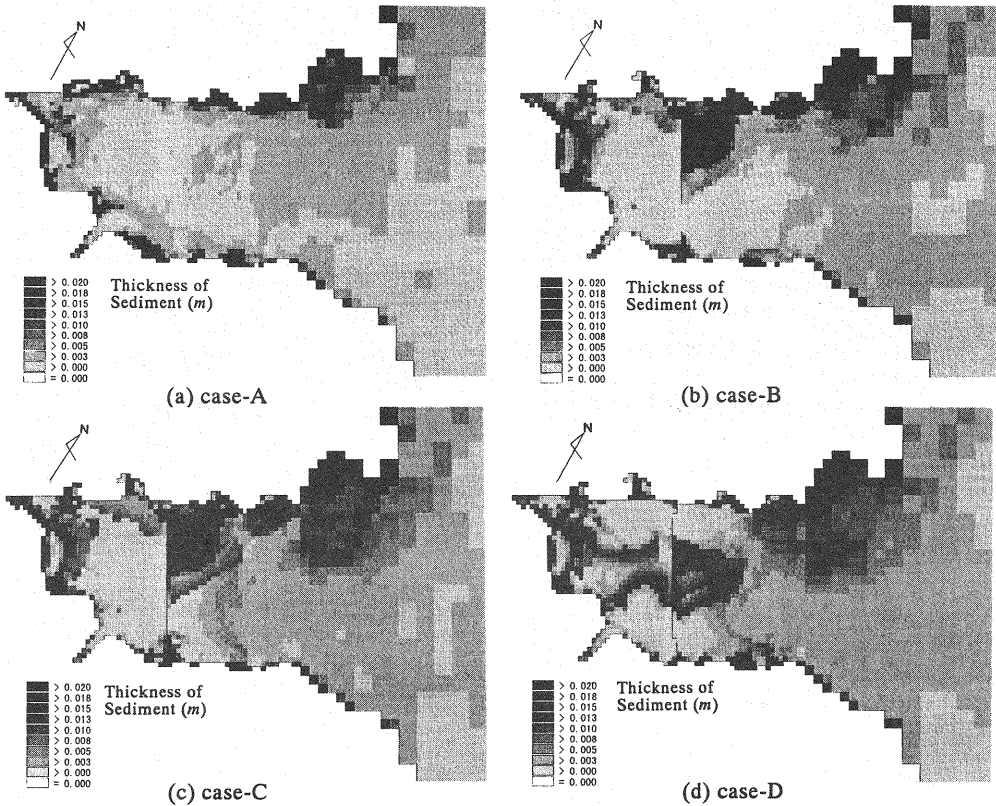 N
Thickness of
Sediment (m)
> 0.020
> 0.018
> 0.015
> 0.013
> 0.010
> 0.008
> 0.005
> 0.003
> 0.000
= 0.000
(a) case-A
N
Thickness of
Sediment (m)
> 0.020
> 0.018
> 0.015
> 0.013
> 0.010
> 0.008
> 0.005
> 0.003
> 0.000
= 0.000
(b) case-B
N
Thickness of
Sediment (m)
> 0.020
> 0.018
> 0.015
> 0.013
> 0.010
> 0.008
> 0.005
> 0.003
> 0.000
= 0.000
(c) case-C
N
Thickness of
Sediment (m)
> 0.020
> 0.018
> 0.015
> 0.013
> 0.010
> 0.008
> 0.005
> 0.003
> 0.000
= 0.000
(d) case-D